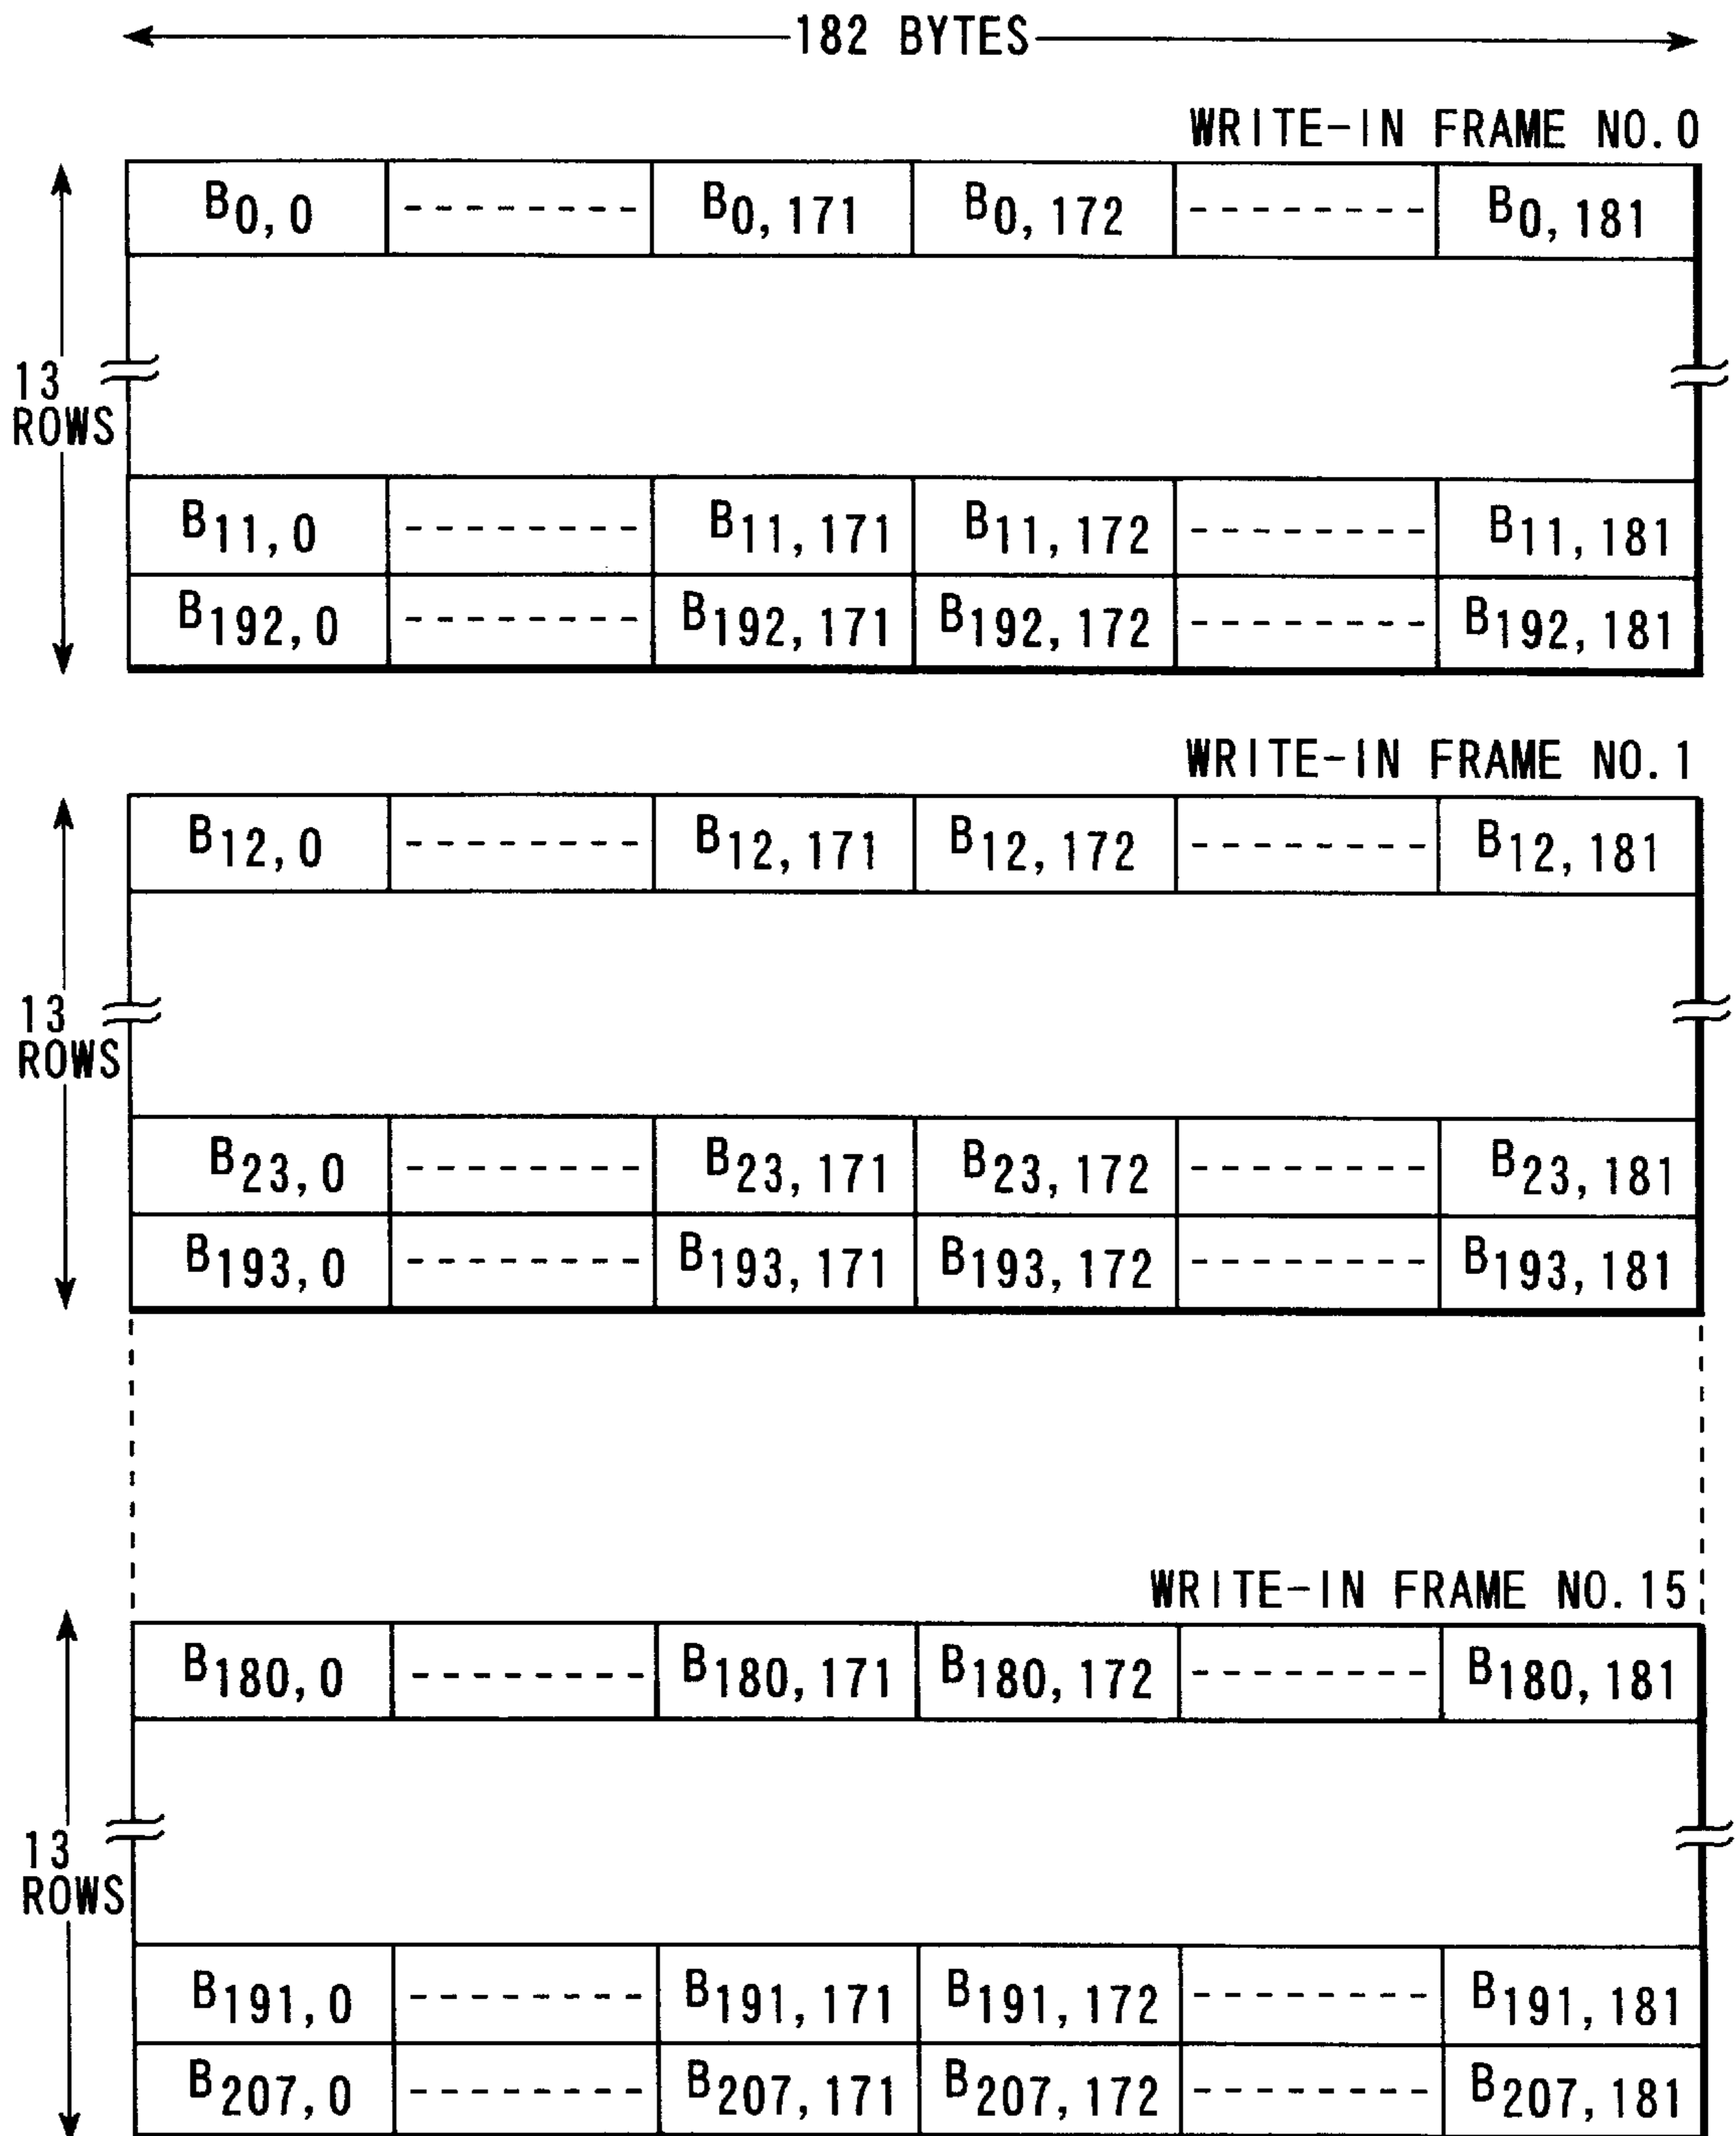 182 BYTES
WRITE-IN FRAME NO.0
B0,0 -------- B0,171 B0,172 -------- B0,181
13
ROWS
B11,0 -------- B11,171 B11,172 -------- B11,181
B192,0 -------- B192,171 B192,172 -------- B192,181
WRITE-IN FRAME NO.1
B12,0 -------- B12,171 B12,172 -------- B12,181
13
ROWS
B23,0 -------- B23,171 B23,172 -------- B23,181
B193,0 -------- B193,171 B193,172 -------- B193,181
WRITE-IN FRAME NO.15
B180,0 -------- B180,171 B180,172 -------- B180,181
13
ROWS
B191,0 -------- B191,171 B191,172 -------- B191,181
B207,0 -------- B207,171 B207,172 -------- B207,181